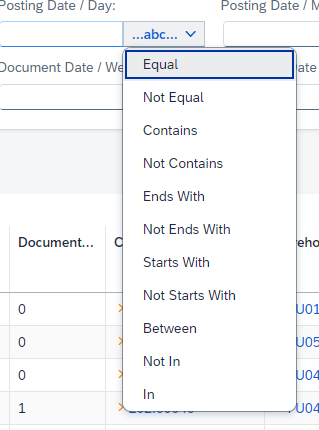 Posting Date / Day:
Posting Date / M
...abc...
Document Date / We
ate
Equal
Not Equal
Contains
Not Contains
Ends With
Not Ends With
Starts With
Not Starts With
Between
Not In
In
Document...
C
eho
0
U01
0
U05
0
U04
1
U04